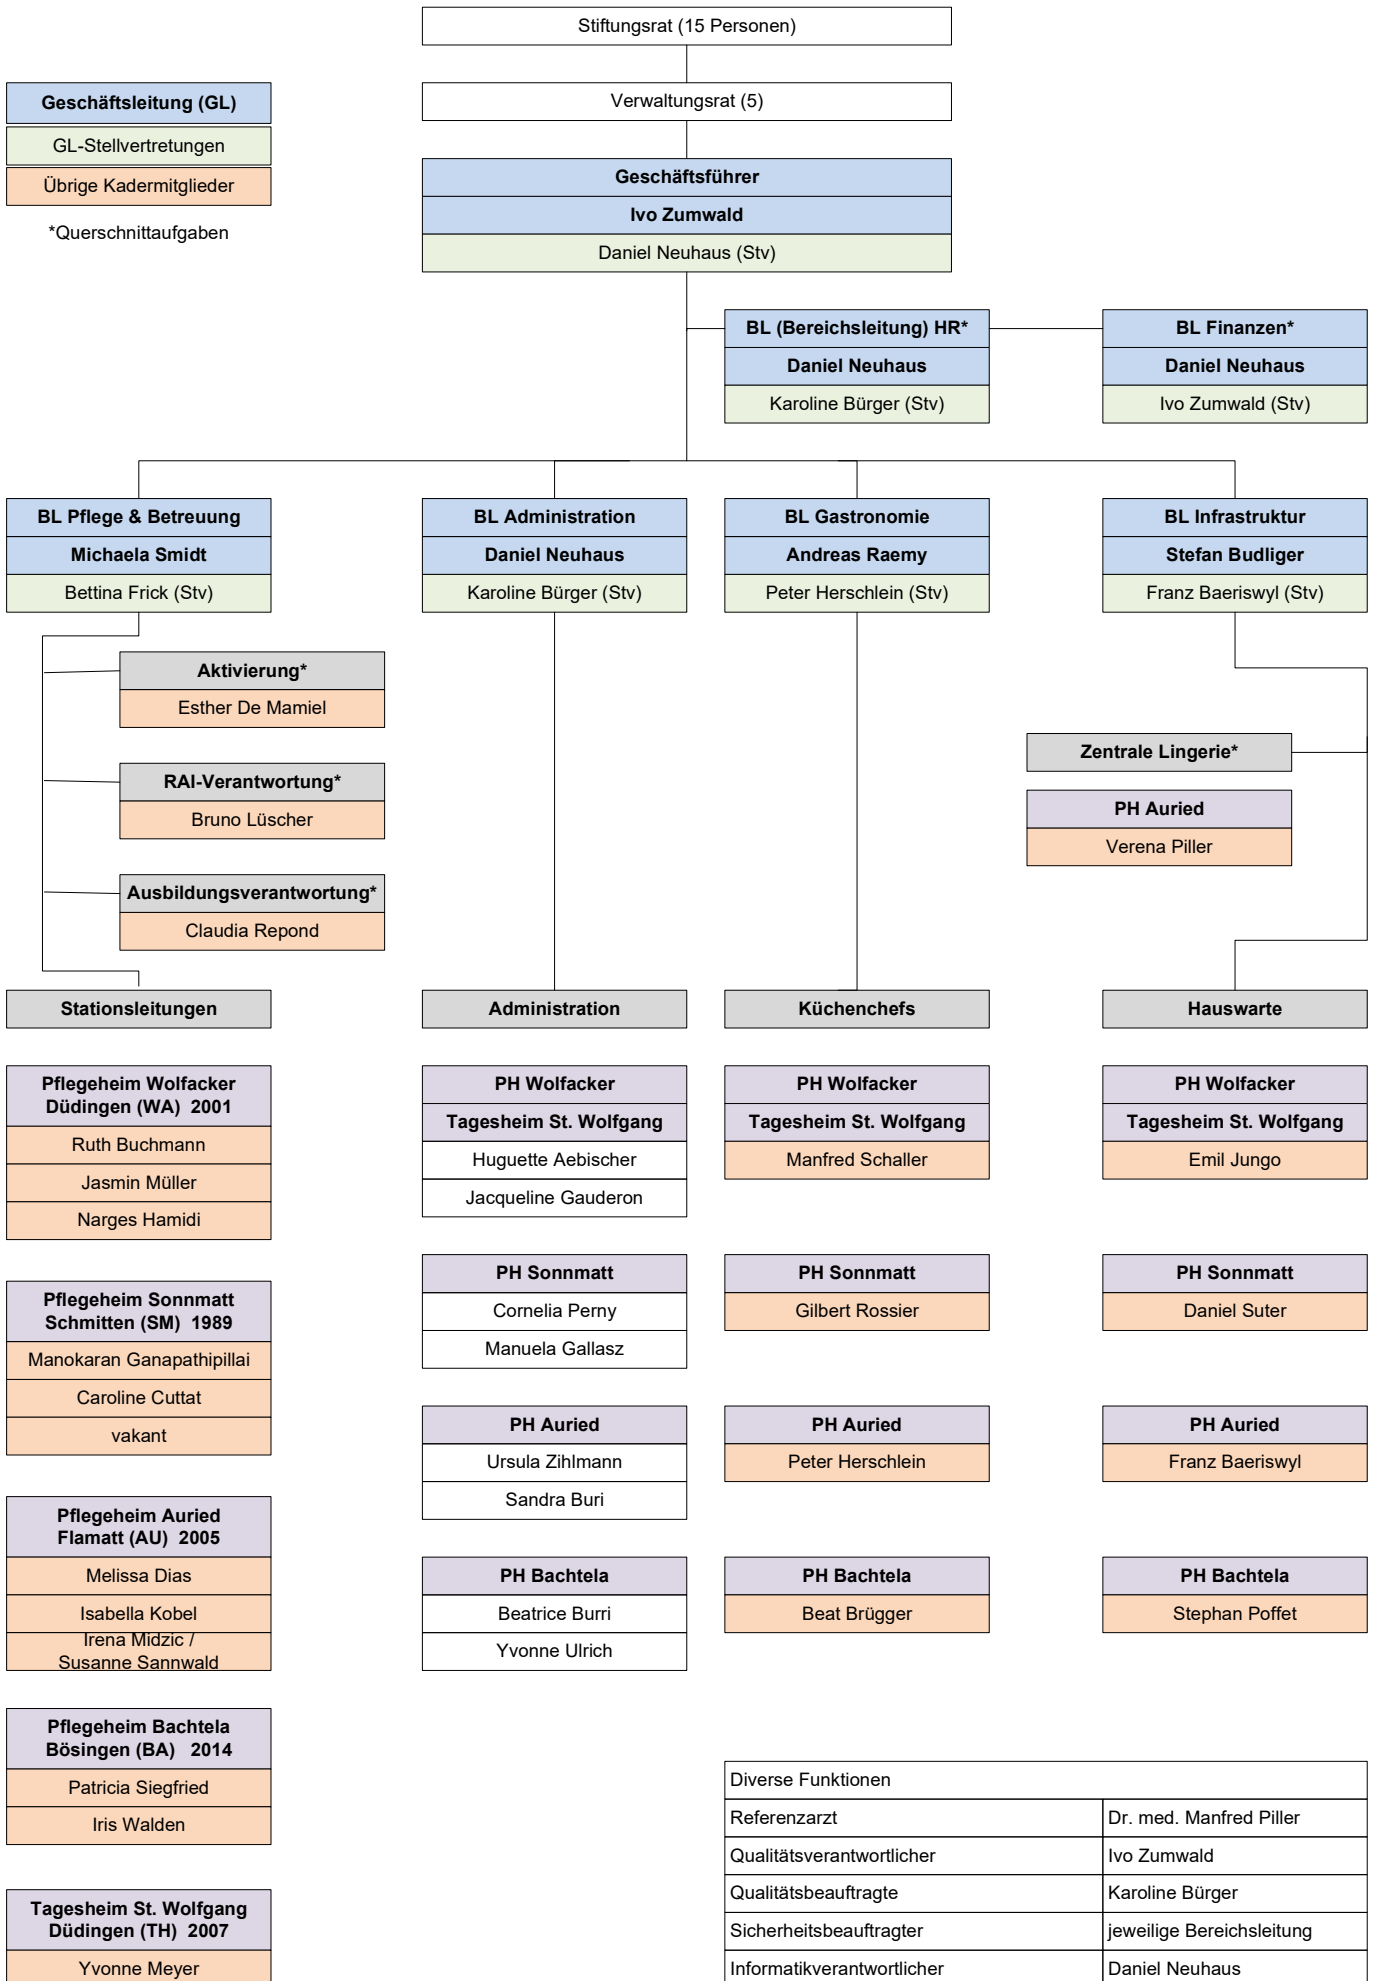 Stiftungsrat (15 Personen)
Verwaltungsrat (5)
Geschäftsleitung (GL)
GL-Stellvertretungen
Übrige Kadermitglieder
*Querschnittaufgaben
Geschäftsführer
Ivo Zumwald
Daniel Neuhaus (Stv)
BL (Bereichsleitung) HR*
Daniel Neuhaus
Karoline Bürger (Stv)
BL Finanzen*
Daniel Neuhaus
Ivo Zumwald (Stv)
BL Pflege & Betreuung
Michaela Smidt
Bettina Frick (Stv)
BL Administration
Daniel Neuhaus
Karoline Bürger (Stv)
BL Gastronomie
Andreas Raemy
Peter Herschlein (Stv)
BL Infrastruktur
Stefan Budliger
Franz Baeriswyl (Stv)
Aktivierung*
Esther De Mamiel
RAI-Verantwortung*
Bruno Lüscher
Ausbildungsverantwortung*
Claudia Repond
Zentrale Lingerie*
PH Auried
Verena Piller
Stationsleitungen
Pflegeheim Wolfacker
Düdingen (WA) 2001
Ruth Buchmann
Jasmin Müller
Narges Hamidi
Pflegeheim Sonnmatt
Schmitten (SM) 1989
Manokaran Ganapathipillai
Caroline Cuttat
vakant
Pflegeheim Auried
Flamatt (AU) 2005
Melissa Dias
Isabella Kobel
Irena Midzic /
Susanne Sannwald
Pflegeheim Bachtela
Bösingen (BA) 2014
Patricia Siegfried
Iris Walden
Tagesheim St. Wolfgang
Düdingen (TH) 2007
Yvonne Meyer
Administration
PH Wolfacker
Tagesheim St. Wolfgang
Huguette Aebischer
Jacqueline Gauderon
PH Sonnmatt
Cornelia Perny
Manuela Gallasz
PH Auried
Ursula Zihlmann
Sandra Buri
PH Bachtela
Beatrice Burri
Yvonne Ulrich
Küchenchefs
PH Wolfacker
Tagesheim St. Wolfgang
Manfred Schaller
PH Sonnmatt
Gilbert Rossier
PH Auried
Peter Herschlein
PH Bachtela
Beat Brügger
Hauswarte
PH Wolfacker
Tagesheim St. Wolfgang
Emil Jungo
PH Sonnmatt
Daniel Suter
PH Auried
Franz Baeriswyl
PH Bachtela
Stephan Poffet
Diverse Funktionen
Referenzarzt Dr. med. Manfred Piller
Qualitätsverantwortlicher Ivo Zumwald
Qualitätsbeauftragte Karoline Bürger
Sicherheitsbeauftragter jeweilige Bereichsleitung
Informatikverantwortlicher Daniel Neuhaus